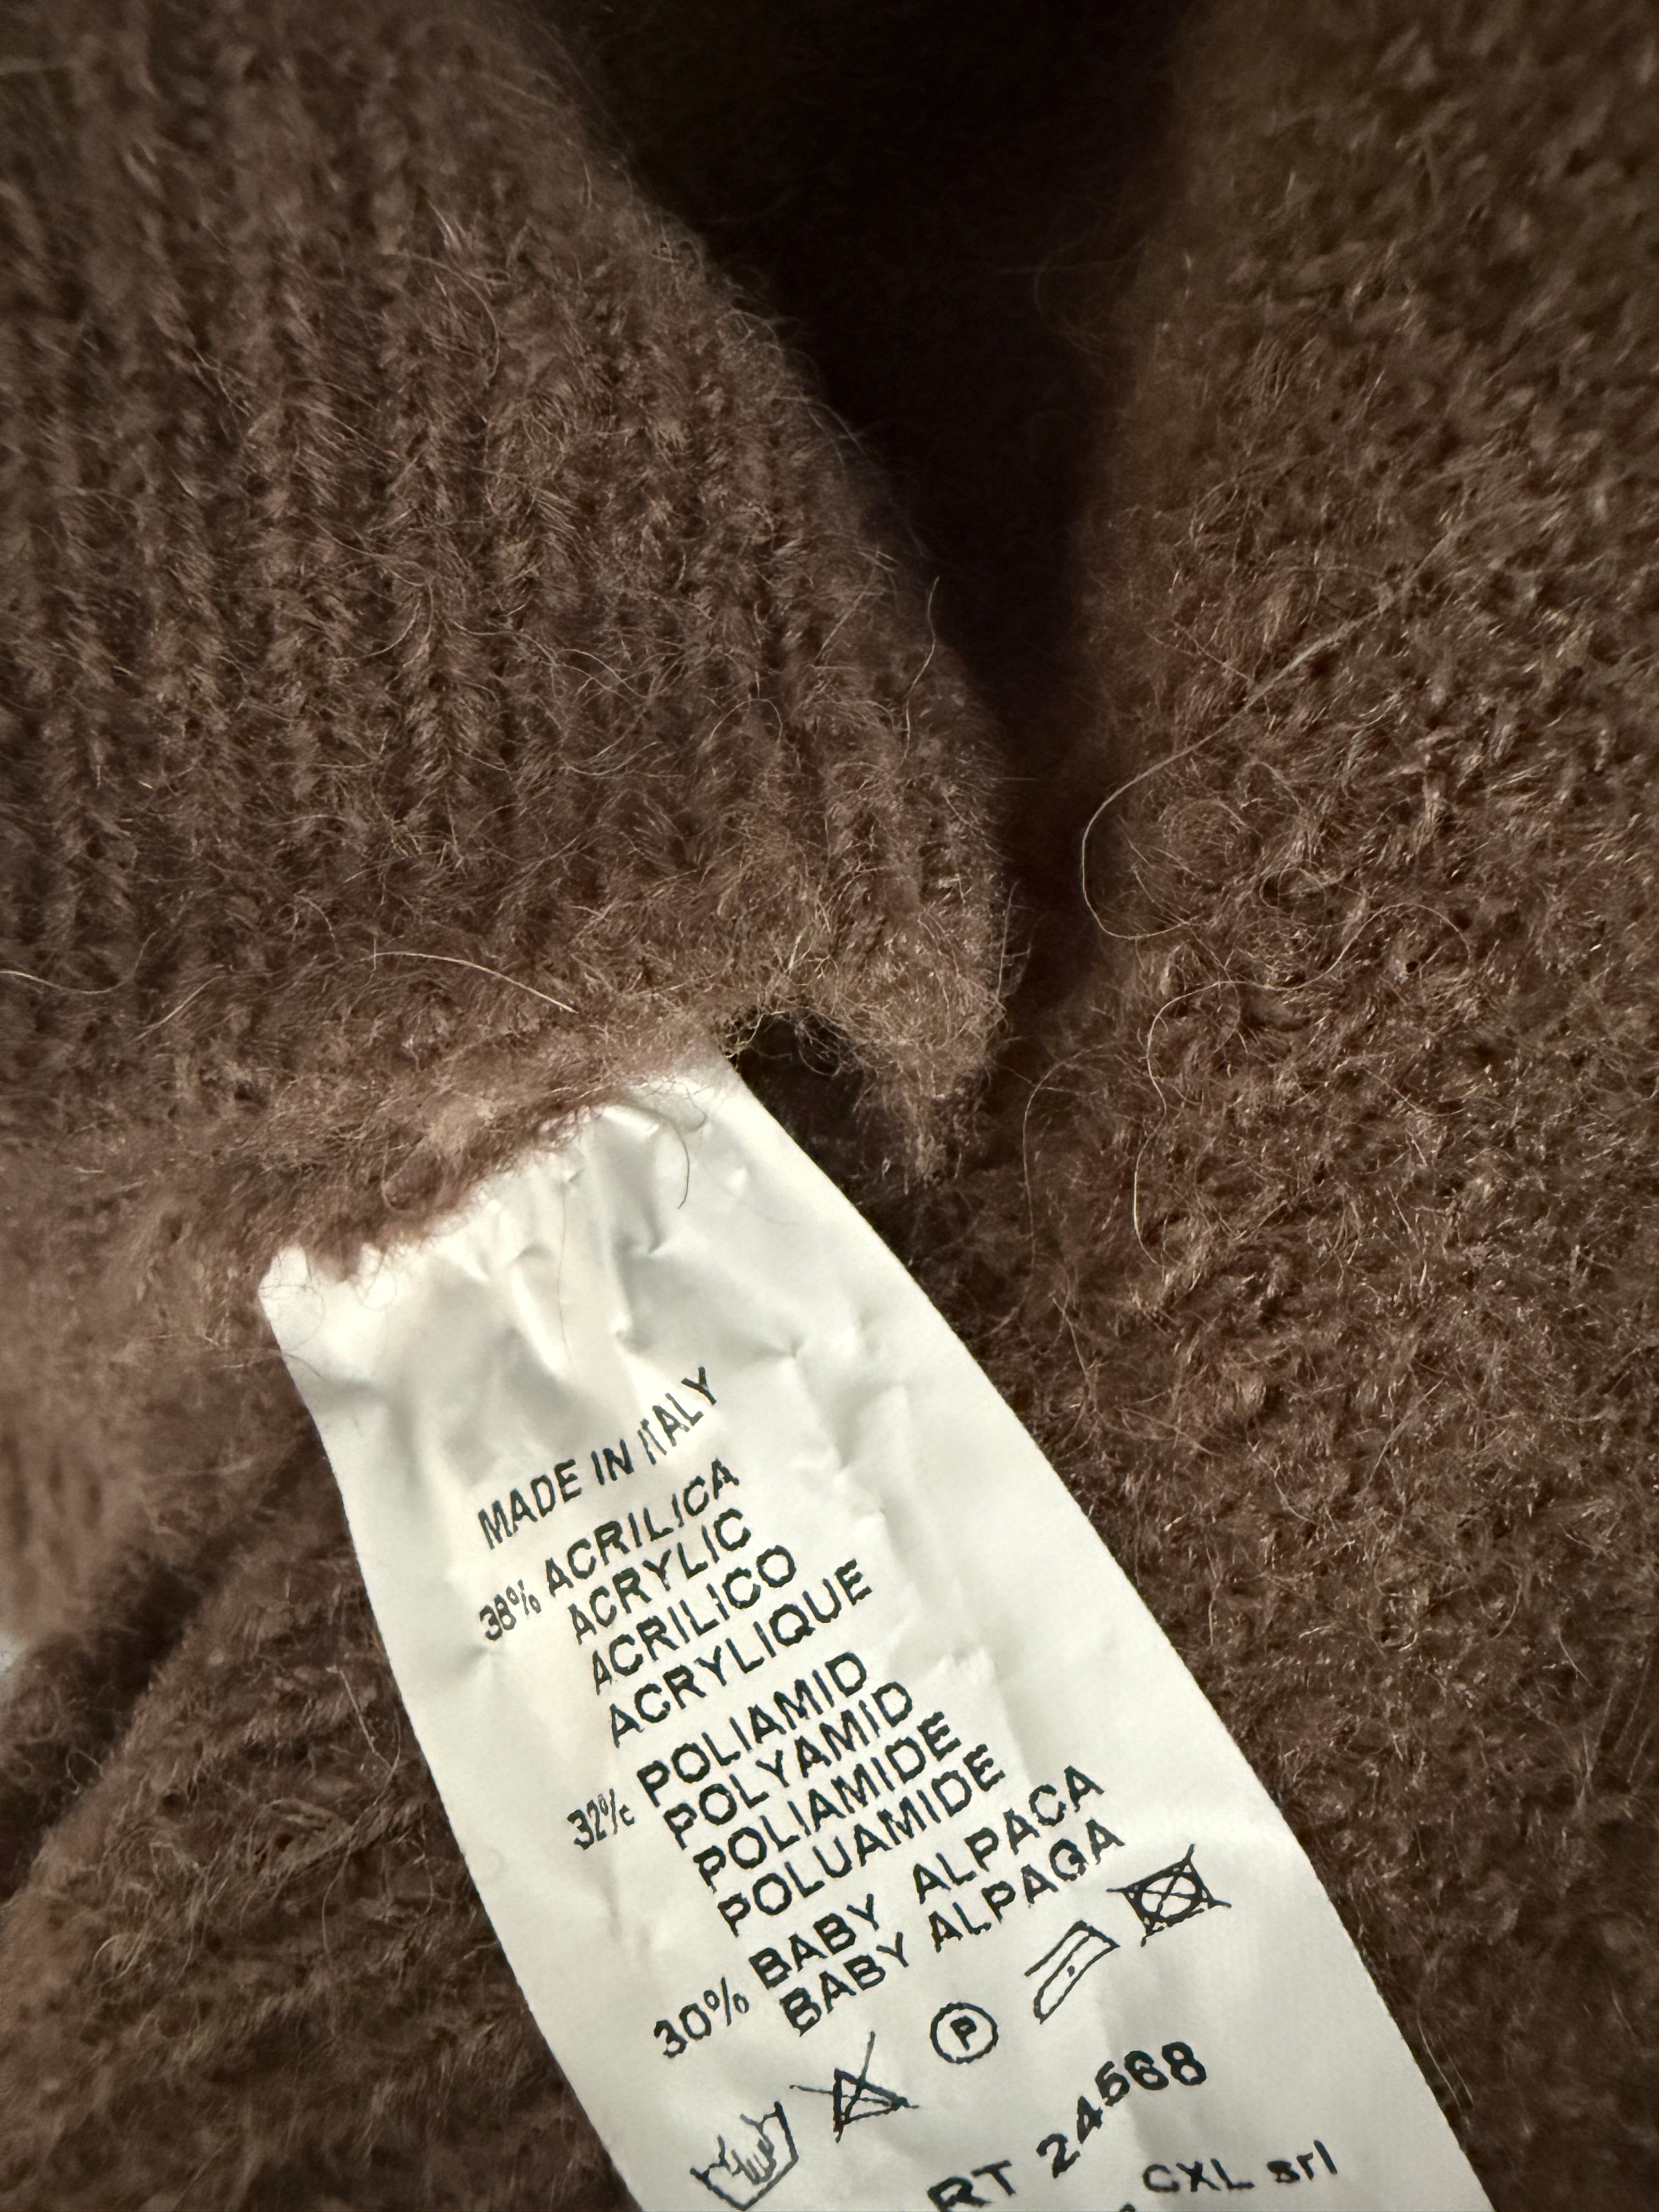 MADE IN ITALY
38% ACRILICA
ACRYLIC
ACRILICO
ACRYLIQUE
32% POLIAMID
POLYAMID
POLIAMIDE
POLUAMIDE
30% BABY ALPACA
BABY ALPAGA
P
RT 24568
CXL srl